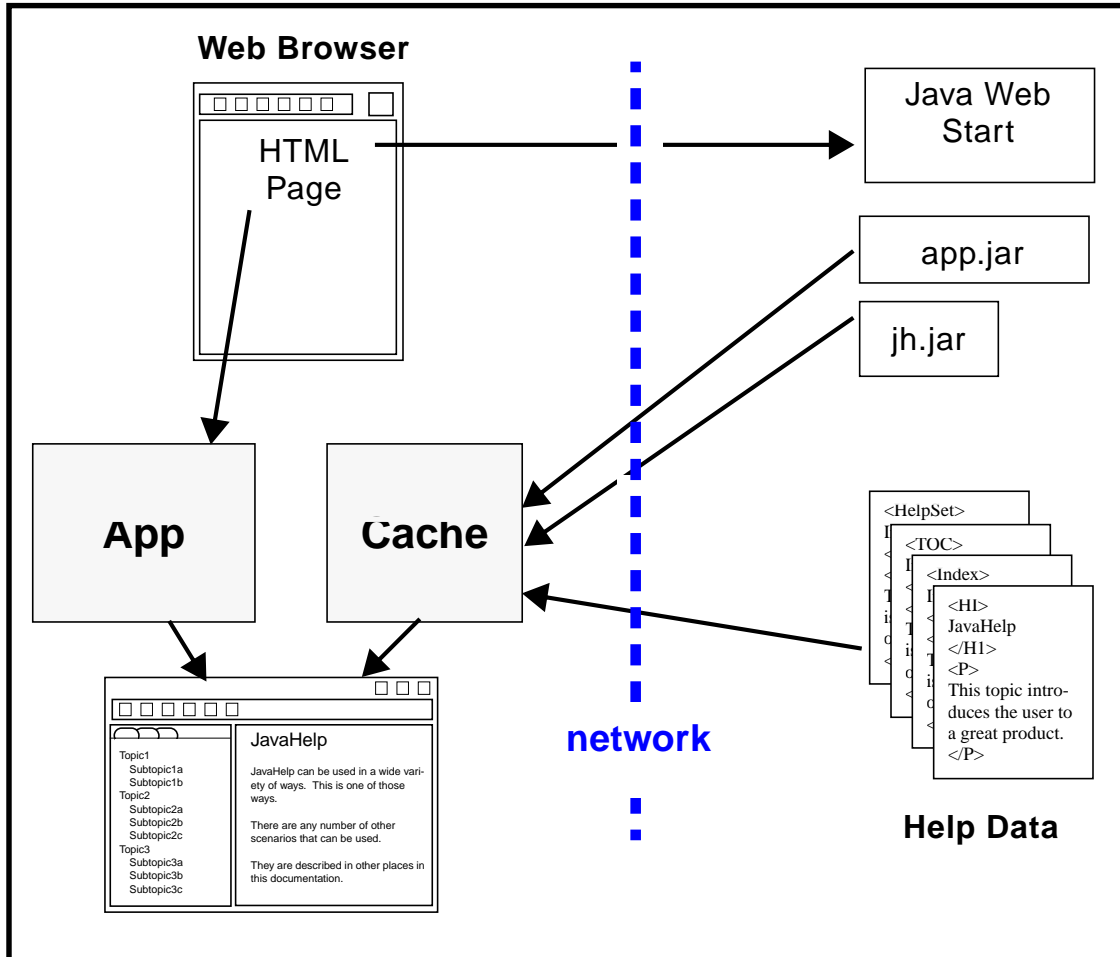 Web Browser
HTML
Page
Java Web
Start
app.jar
jh.jar
App
Cache
<HelpSet>
<TOC>
<Index>
<HI>
JavaHelp
</H1>
<P>
This topic intro-
duces the user to
a great product.
</P>
Help Data
network
Topic1
Subtopic1a
Subtopic1b
Topic2
Subtopic2a
Subtopic2b
Subtopic2c
Topic3
Subtopic3a
Subtopic3b
Subtopic3c
JavaHelp
JavaHelp can be used in a wide vari-
ety of ways. This is one of those
ways.
There are any number of other
scenarios that can be used.
They are described in other places in
this documentation.